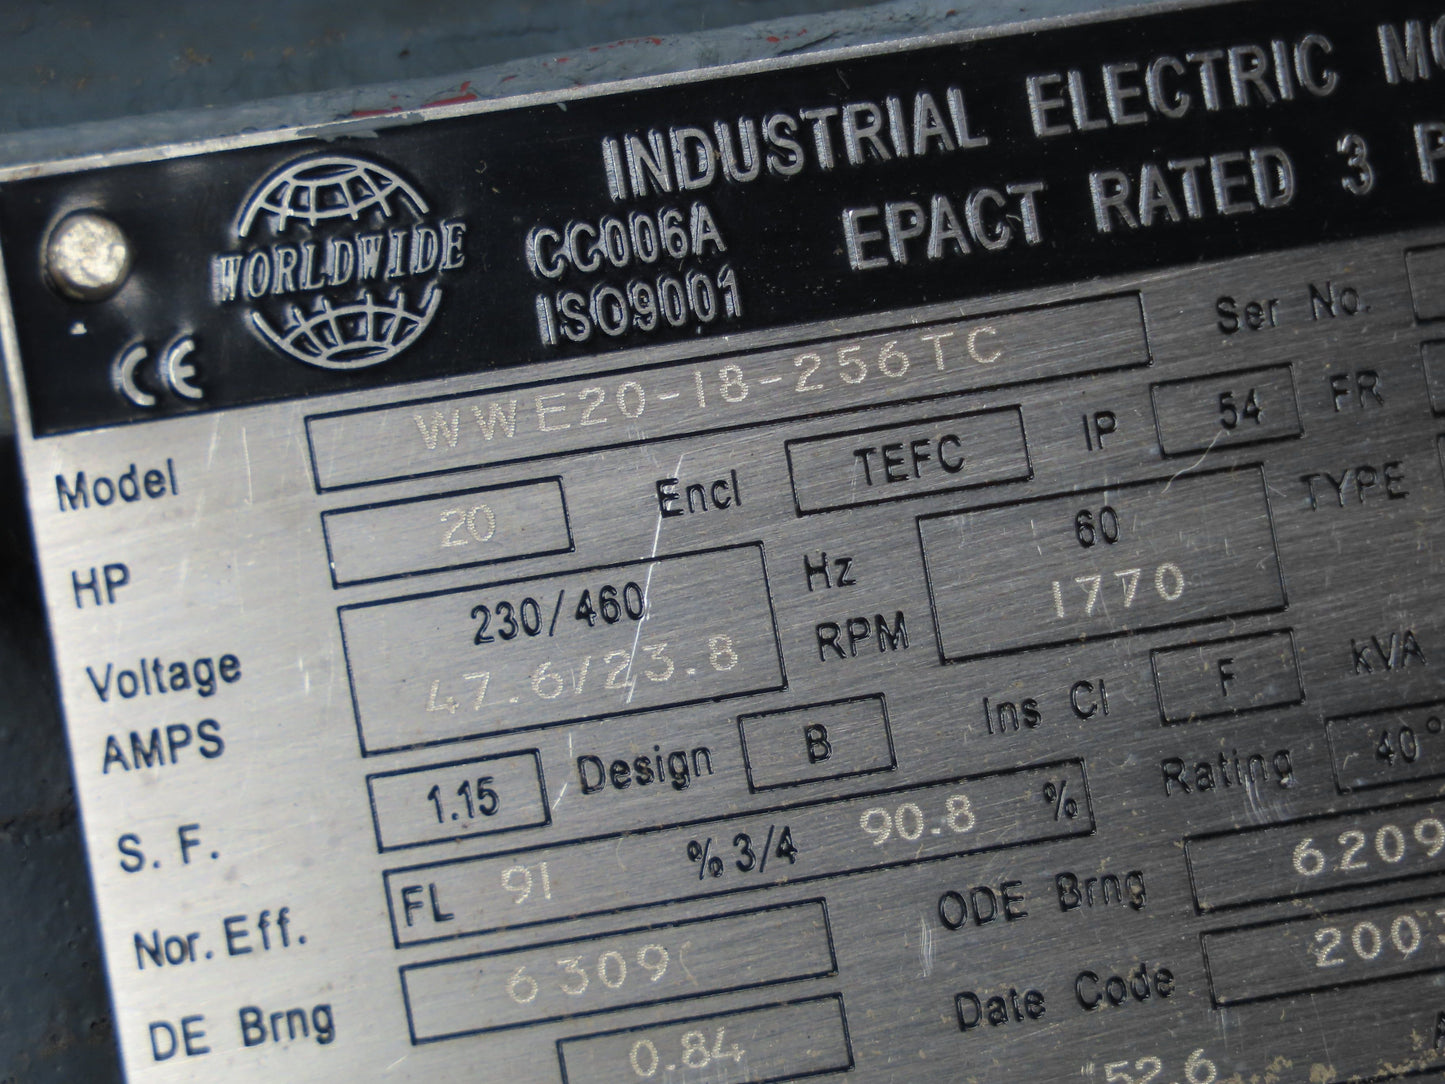 INDUSTRIAL ELECTRIC
WORLDWIDE CC006A EPACT RATED 3
CE ISO9001
Model WWE20-18-256TC Ser No.
HP 20 Encl TEFC IP 54 FR
Voltage 230/460 Hz 60 TYPE
AMPS 47.6/23.8 RPM 1770
S. F. 1.15 Design B Ins Cl F kVA
Nor. Eff. FL 91 % 3/4 90.8 % Rating 40°
DE Brng 6309 ODE Brng 6209
0.84 Date Code
52.6